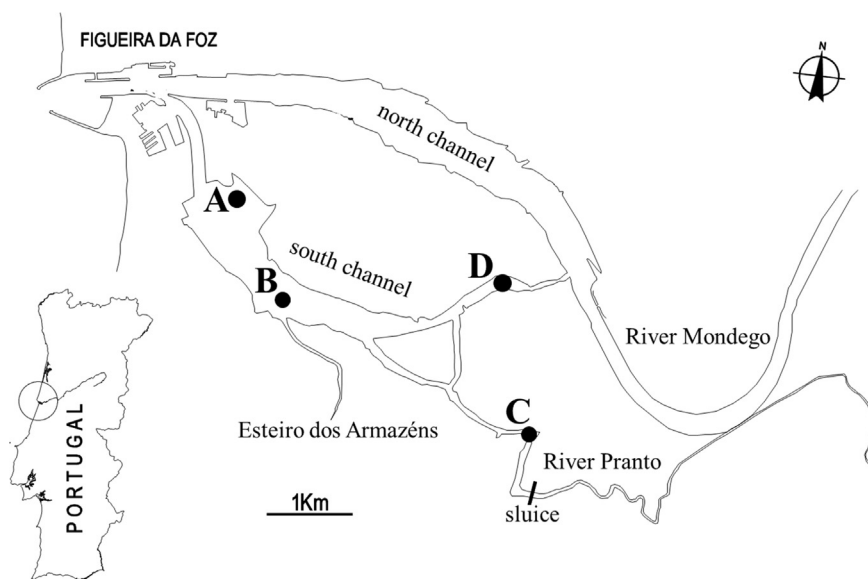 FIGUEIRA DA FOZ
N
north channel
A
south channel
D
B
River Mondego
PORTUGAL
Esteiro dos Armazéns
C
River Pranto
1Km
sluice